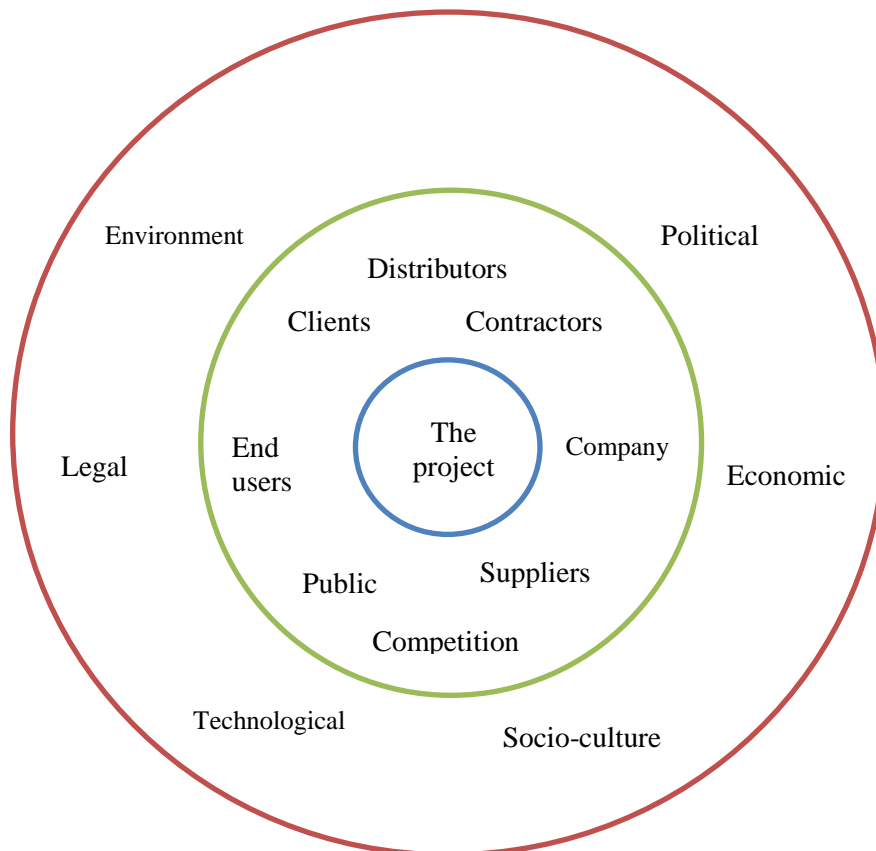 Environment
Political
Distributors
Clients
Contractors
The
project
End
users
Company
Legal
Economic
Public
Suppliers
Competition
Technological
Socio-culture